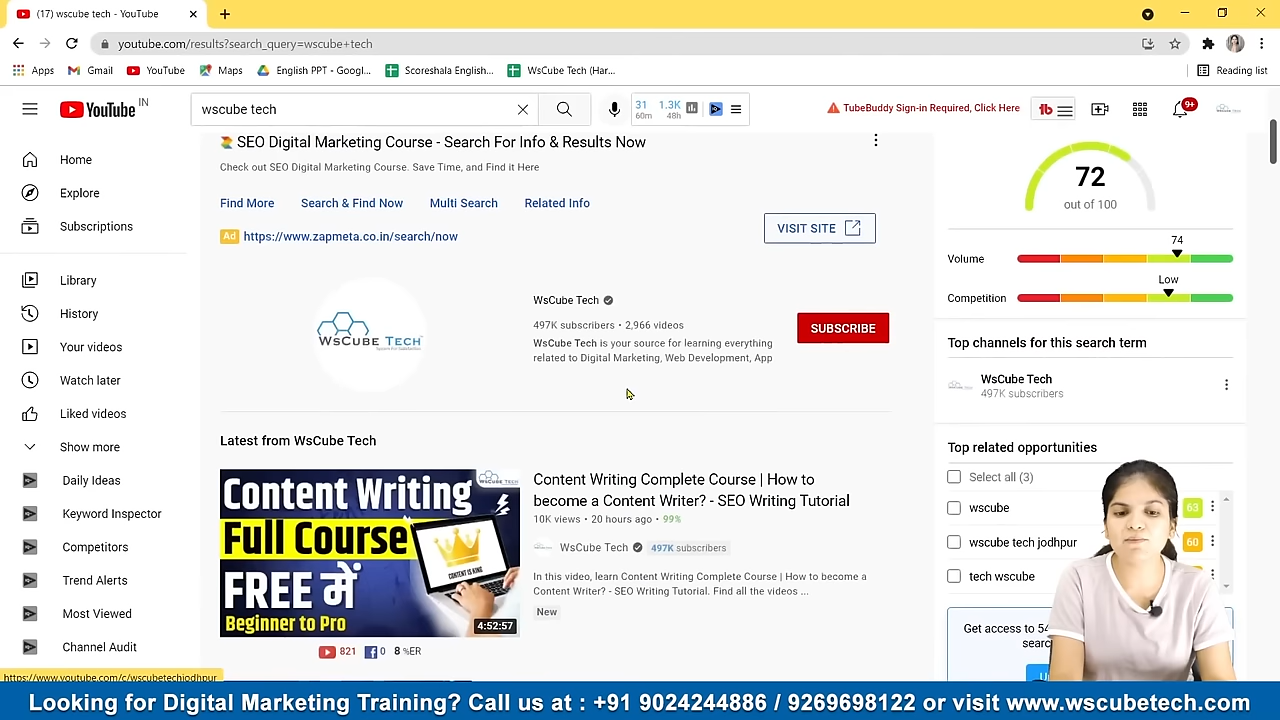 (17) wscube tech - YouTube
youtube.com/results?search_query=wscube+tech
Apps
Gmail
YouTube
Maps
English PPT - Googl...
Scoreshala English...
WsCube Tech (Har...
Reading list
YouTube IN
wscube tech
31 1.3K
60m 48h
TubeBuddy Sign-in Required, Click Here
tb
9+
Home
Explore
Subscriptions
Library
History
Your videos
Watch later
Liked videos
Show more
Daily Ideas
Keyword Inspector
Competitors
Trend Alerts
Most Viewed
Channel Audit
https://www.youtube.com/c/wscubetechjodhpur
SEO Digital Marketing Course - Search For Info & Results Now
Check out SEO Digital Marketing Course. Save Time, and Find it Here
Find More
Search & Find Now
Multi Search
Related Info
Ad https://www.zapmeta.co.in/search/now
VISIT SITE
WSCUBE TECH
WsCube Tech
497K subscribers • 2,966 videos
WsCube Tech is your source for learning everything
related to Digital Marketing, Web Development, App
SUBSCRIBE
Latest from WsCube Tech
Content Writing
Full Course
FREE में
Beginner to Pro
WSCUBE TECH
CONTENT IS KING
4:52:57
821 0 8 %ER
Content Writing Complete Course | How to
become a Content Writer? - SEO Writing Tutorial
10K views • 20 hours ago • 99%
WsCube Tech 497K subscribers
In this video, learn Content Writing Complete Course | How to become a
Content Writer? - SEO Writing Tutorial. Find all the videos ...
New
72
out of 100
74
Volume
Low
Competition
Top channels for this search term
WsCube Tech
497K subscribers
Top related opportunities
Select all (3)
wscube 63
wscube tech jodhpur 60
tech wscube
Get access to 54
Looking for Digital Marketing Training? Call us at : +91 9024244886 / 9269698122 or visit www.wscubetech.com